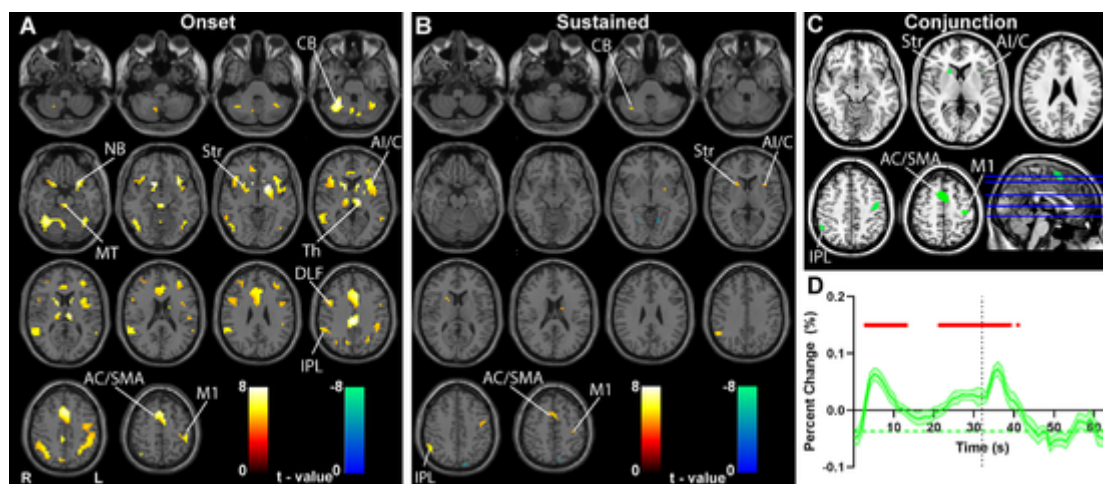 A
Onset
CB
NB
Str
AI/C
MT
Th
DLF
IPL
AC/SMA
M1
8
0
-8
0
R
L
t - value
B
Sustained
CB
Str
AI/C
AC/SMA
M1
IPL
8
0
-8
0
t - value
C
Conjunction
Str
AI/C
AC/SMA
M1
IPL
D
Percent Change (%)
0.2
0.1
0.0
-0.1
10
20
30
40
50
60
Time (s)